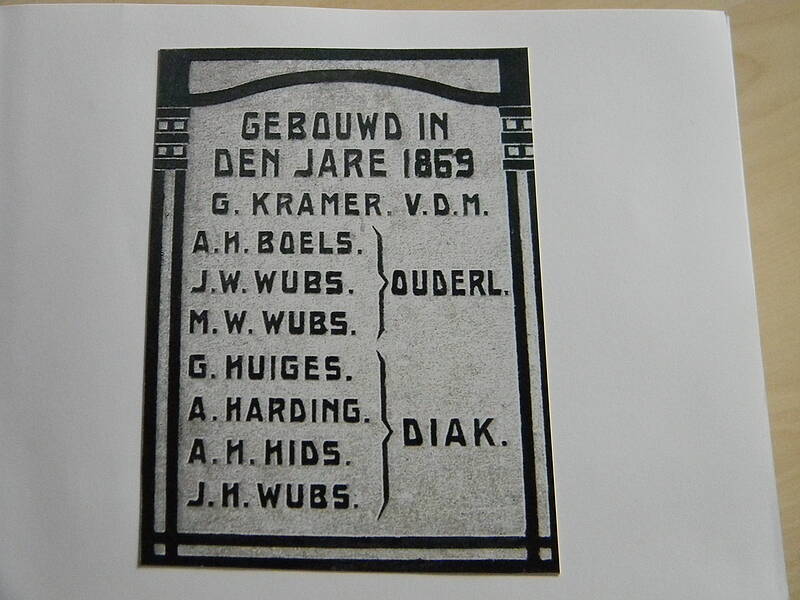 GEBOUWD IN
DEN JARE 1869
G. KRAMER. V.D.M.
A.H. BOELS.
J.W. WUBS.
M.W. WUBS.
OUDERL.
G. HUIGES.
A. HARDING.
A.H. HIDS.
J.H. WUBS.
DIAK.